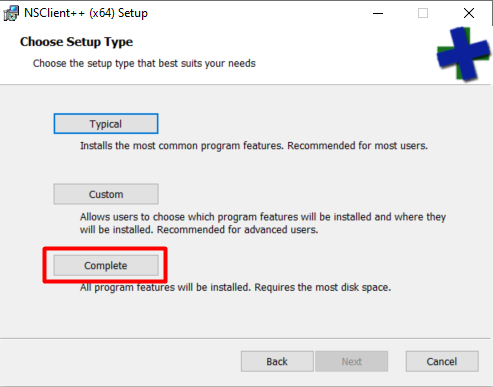 NSClient++ (x64) Setup
Choose Setup Type
Choose the setup type that best suits your needs
Typical
Installs the most common program features. Recommended for most users.
Custom
Allows users to choose which program features will be installed and where they
will be installed. Recommended for advanced users.
Complete
All program features will be installed. Requires the most disk space.
Back
Next
Cancel